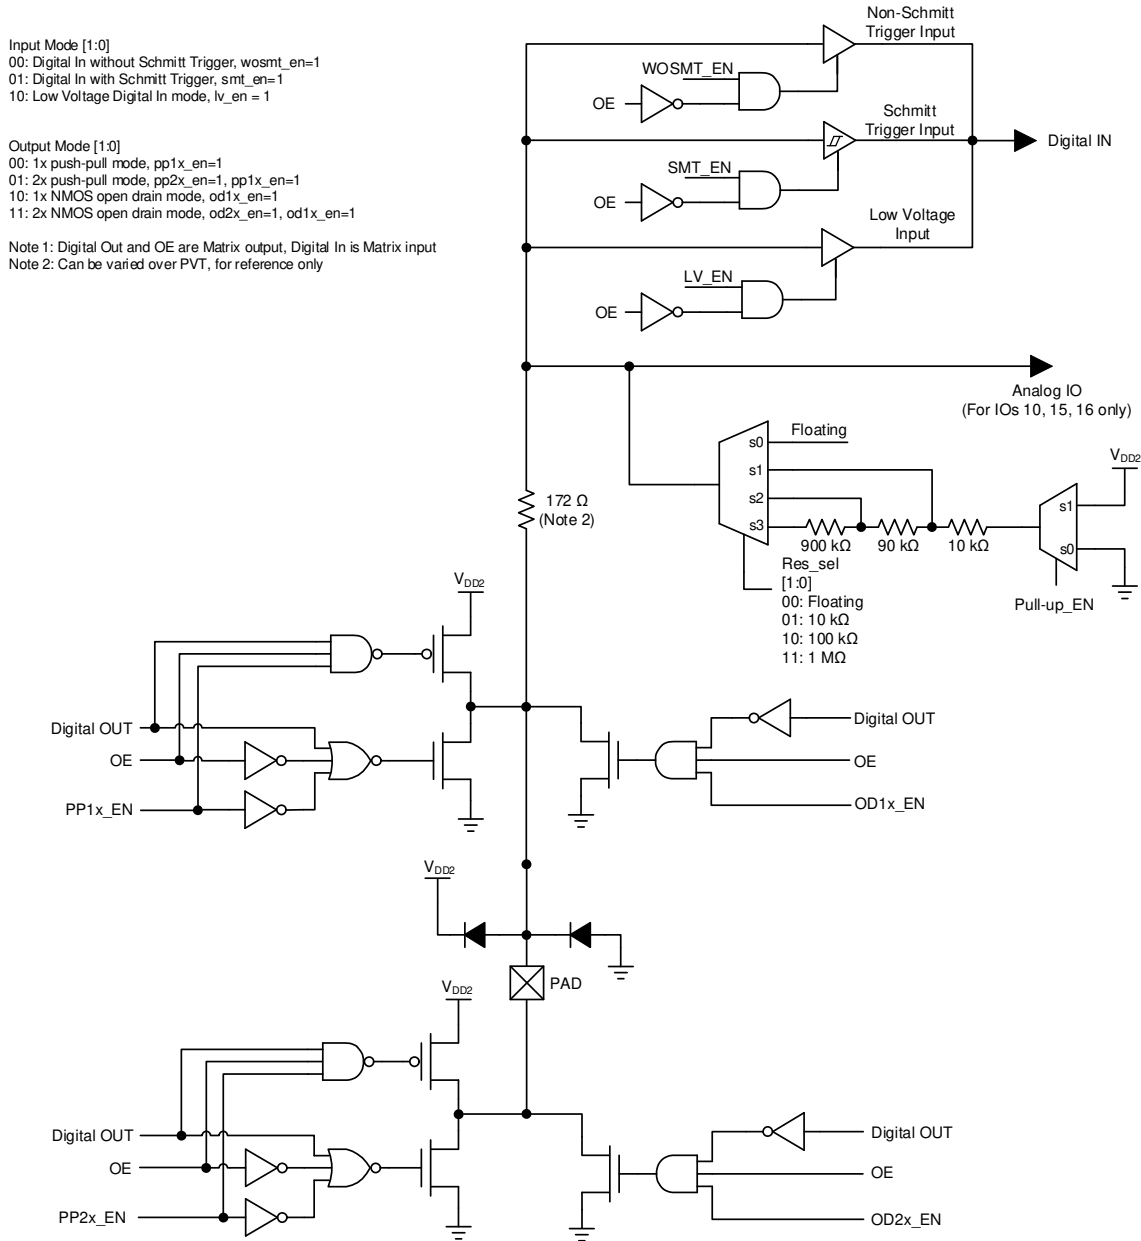 Input Mode [1:0]
00: Digital In without Schmitt Trigger, wosmt_en=1
01: Digital In with Schmitt Trigger, smt_en=1
10: Low Voltage Digital In mode, lv_en = 1
Output Mode [1:0]
00: 1x push-pull mode, pp1x_en=1
01: 2x push-pull mode, pp2x_en=1, pp1x_en=1
10: 1x NMOS open drain mode, od1x_en=1
11: 2x NMOS open drain mode, od2x_en=1, od1x_en=1
Note 1: Digital Out and OE are Matrix output, Digital In is Matrix input
Note 2: Can be varied over PVT, for reference only
Non-Schmitt
Trigger Input
WOSMT_EN
OE
Schmitt
Trigger Input
Digital IN
SMT_EN
OE
Low Voltage
Input
LV_EN
OE
Analog IO
(For IOs 10, 15, 16 only)
s0
Floating
s1
s2
s3
900 kΩ
90 kΩ
10 kΩ
VDD2
s1
s0
Pull-up_EN
Res_sel
[1:0]
00: Floating
01: 10 kΩ
10: 100 kΩ
11: 1 MΩ
172 Ω
(Note 2)
VDD2
Digital OUT
OE
PP1x_EN
Digital OUT
OE
OD1x_EN
VDD2
PAD
VDD2
Digital OUT
OE
PP2x_EN
Digital OUT
OE
OD2x_EN